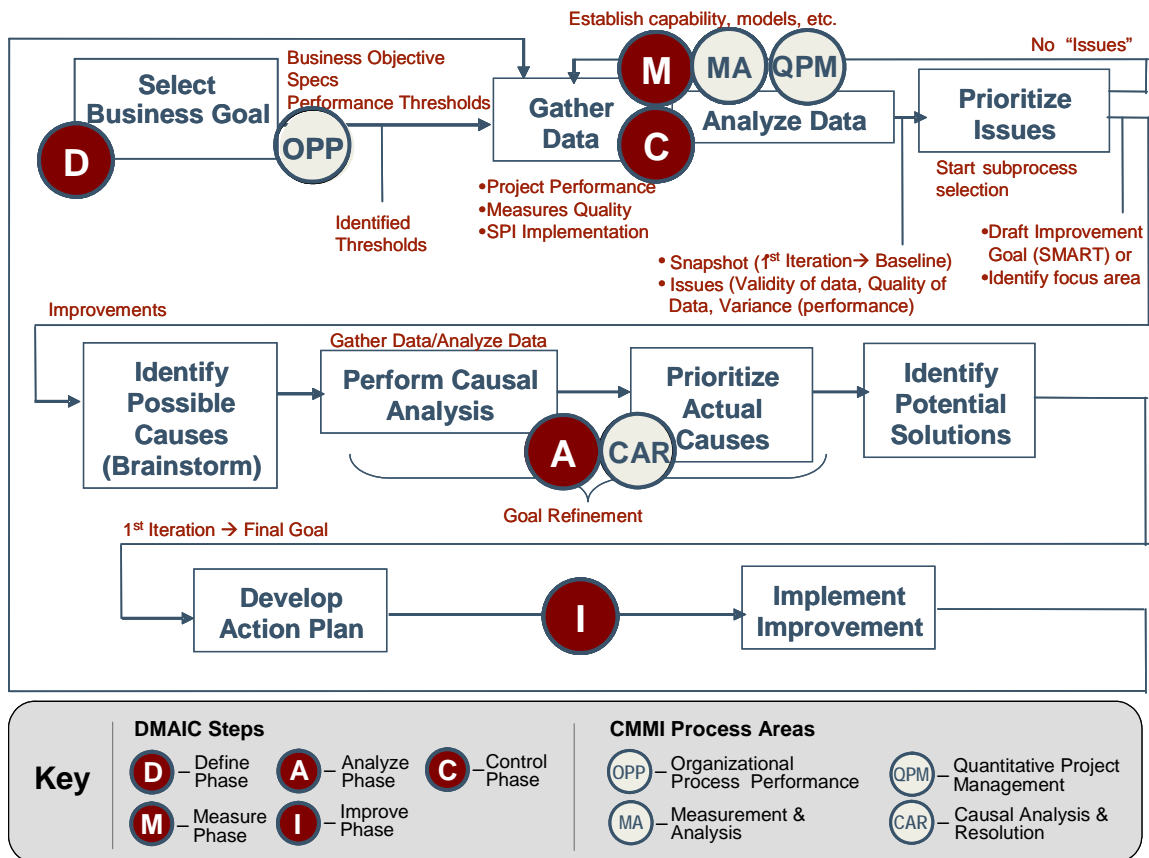 Establish capability, models, etc.
No “Issues”
Business Objective
Specs
Performance Thresholds
Select
Business Goal
D
OPP
Gather
Data
M
MA
QPM
C
Analyze Data
Prioritize
Issues
Start subprocess
selection
Identified
Thresholds
•Project Performance
•Measures Quality
•SPI Implementation
• Snapshot (1st Iteration→ Baseline)
• Issues (Validity of data, Quality of
Data, Variance (performance)
•Draft Improvement
Goal (SMART) or
•Identify focus area
Improvements
Gather Data/Analyze Data
Identify
Possible
Causes
(Brainstorm)
Perform Causal
Analysis
Prioritize
Actual
Causes
Identify
Potential
Solutions
A
CAR
Goal Refinement
1st Iteration → Final Goal
Develop
Action Plan
I
Implement
Improvement
Key
DMAIC Steps
D – Define
Phase
A – Analyze
Phase
C – Control
Phase
M – Measure
Phase
I – Improve
Phase
CMMI Process Areas
OPP – Organizational
Process Performance
QPM – Quantitative Project
Management
MA – Measurement &
Analysis
CAR – Causal Analysis &
Resolution